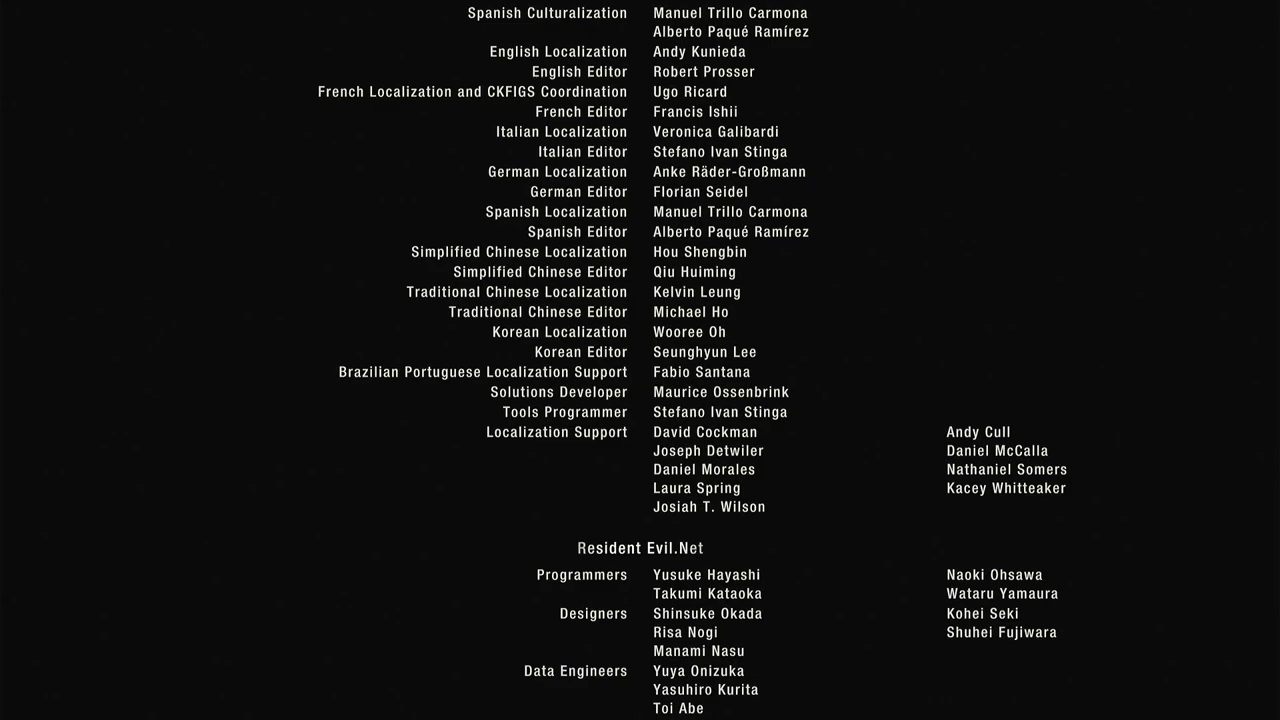 Spanish Culturalization Manuel Trillo Carmona
Alberto Paqué Ramírez
English Localization Andy Kunieda
English Editor Robert Prosser
French Localization and CKFIGS Coordination Ugo Ricard
French Editor Francis Ishii
Italian Localization Veronica Galibardi
Italian Editor Stefano Ivan Stinga
German Localization Anke Räder-Großmann
German Editor Florian Seidel
Spanish Localization Manuel Trillo Carmona
Spanish Editor Alberto Paqué Ramírez
Simplified Chinese Localization Hou Shengbin
Simplified Chinese Editor Qiu Huiming
Traditional Chinese Localization Kelvin Leung
Traditional Chinese Editor Michael Ho
Korean Localization Wooree Oh
Korean Editor Seunghyun Lee
Brazilian Portuguese Localization Support Fabio Santana
Solutions Developer Maurice Ossenbrink
Tools Programmer Stefano Ivan Stinga
Localization Support David Cockman Andy Cull
Joseph Detwiler Daniel McCalla
Daniel Morales Nathaniel Somers
Laura Spring Kacey Whitteaker
Josiah T. Wilson
Resident Evil.Net
Programmers Yusuke Hayashi Naoki Ohsawa
Takumi Kataoka Wataru Yamaura
Designers Shinsuke Okada Kohei Seki
Risa Nogi Shuhei Fujiwara
Manami Nasu
Data Engineers Yuya Onizuka
Yasuhiro Kurita
Toi Abe